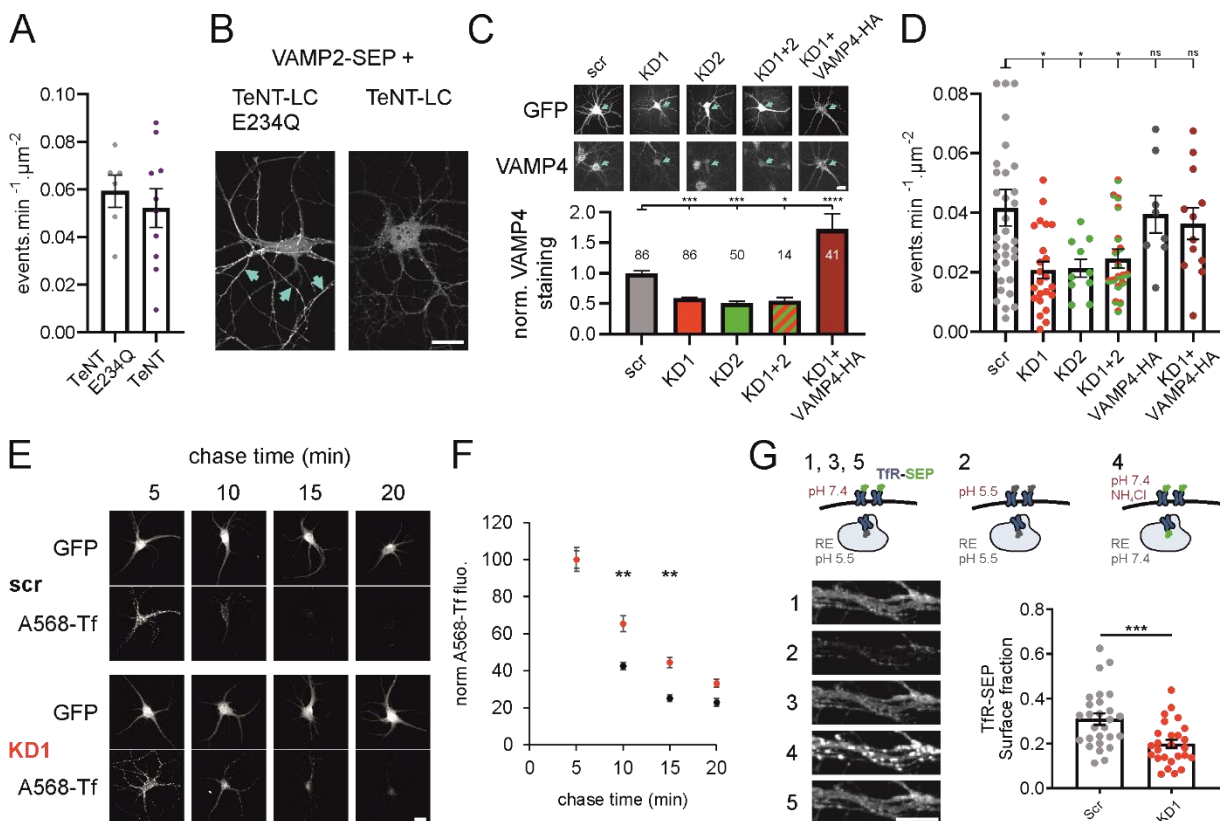 A
events.min⁻¹.µm⁻²
0.10
0.08
0.06
0.04
0.02
0.00
TeNT
E234Q
TeNT
B
VAMP2-SEP +
TeNT-LC
E234Q
TeNT-LC
C
scr
KD1
KD2
KD1+2
KD1+
VAMP4-HA
GFP
VAMP4
norm. VAMP4
staining
2.0
1.5
1.0
0.5
0.0
*** *** * ****
86 86 50 14 41
scr
KD1
KD2
KD1+2
KD1+
VAMP4-HA
D
events.min⁻¹.µm⁻²
* * * ns ns
0.08
0.06
0.04
0.02
0.00
scr
KD1
KD2
KD1+2
VAMP4-HA
KD1+
VAMP4-HA
E
chase time (min)
5 10 15 20
GFP
scr
A568-Tf
GFP
KD1
A568-Tf
F
norm A568-Tf fluo.
120
100
80
60
40
20
0
** **
0 5 10 15 20
chase time (min)
G
1, 3, 5
TfR-SEP
pH 7.4
RE
pH 5.5
2
pH 5.5
RE
pH 5.5
4
pH 7.4
NH₄Cl
RE
pH 7.4
1
2
3
4
5
TfR-SEP
Surface fraction
0.8
0.6
0.4
0.2
0.0
***
Scr
KD1